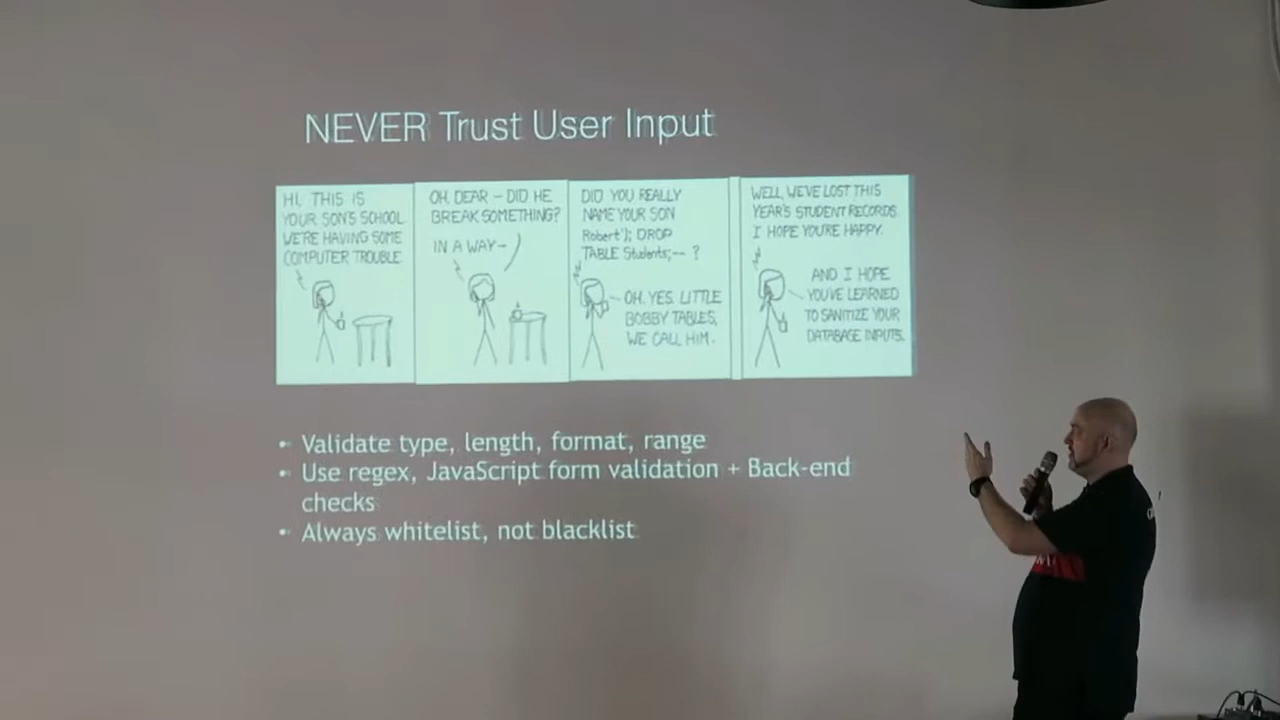 NEVER Trust User Input
HI, THIS IS
YOUR SON'S SCHOOL.
WE'RE HAVING SOME
COMPUTER TROUBLE.
OH, DEAR – DID HE
BREAK SOMETHING?
IN A WAY–
DID YOU REALLY
NAME YOUR SON
Robert'); DROP
TABLE Students;-- ?
OH. YES. LITTLE
BOBBY TABLES,
WE CALL HIM.
WELL, WE'VE LOST THIS
YEAR'S STUDENT RECORDS.
I HOPE YOU'RE HAPPY.
AND I HOPE
YOU'VE LEARNED
TO SANITIZE YOUR
DATABASE INPUTS.
• Validate type, length, format, range
• Use regex, JavaScript form validation + Back-end
checks
• Always whitelist, not blacklist